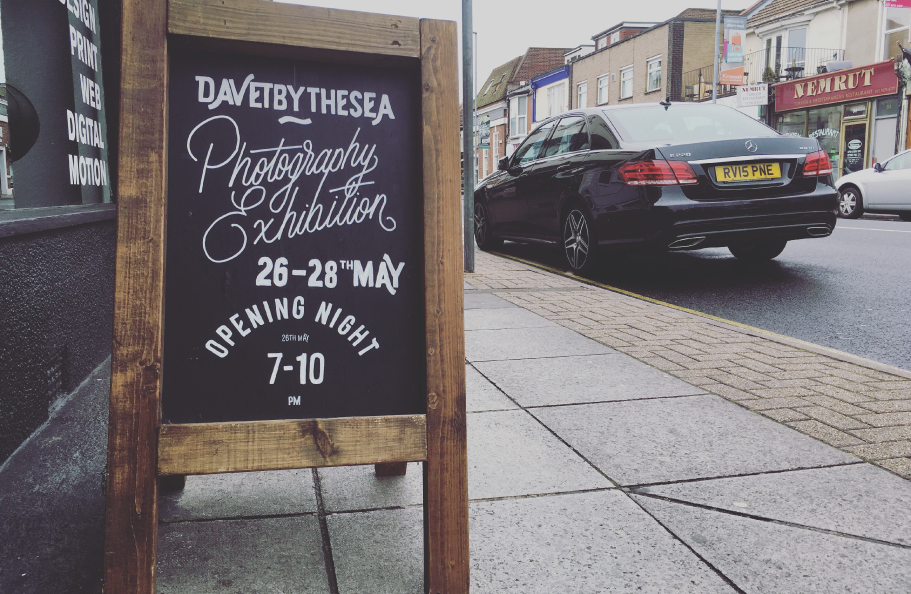 DESIGN
PRINT
WEB
DIGITAL
MOTION
DAVETBYTHESEA
Photography
Exhibition
26-28TH MAY
OPENING NIGHT
26TH MAY
7-10
PM
RV15 PNE
NEMRUT
RESTAURANT